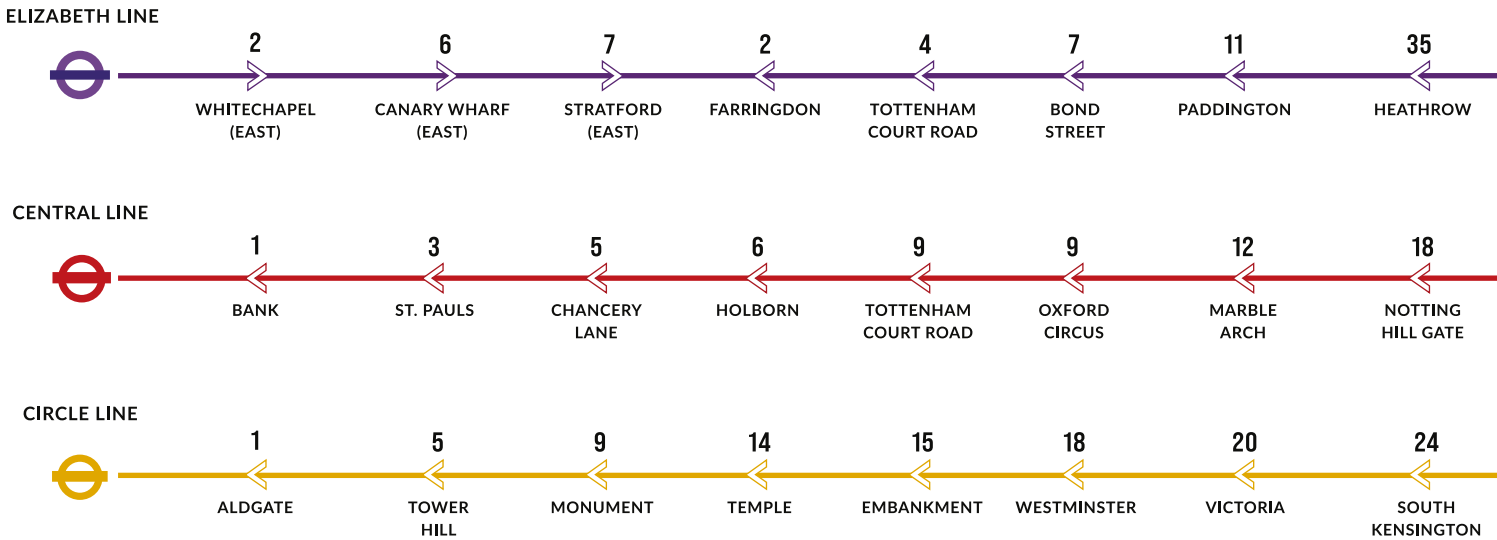 ELIZABETH LINE
2 6 7 2 4 7 11 35
WHITECHAPEL CANARY WHARF STRATFORD FARRINGDON TOTTENHAM BOND PADDINGTON HEATHROW
(EAST) (EAST) (EAST) COURT ROAD STREET
CENTRAL LINE
1 3 5 6 9 9 12 18
BANK ST. PAULS CHANCERY HOLBORN TOTTENHAM OXFORD MARBLE NOTTING
LANE COURT ROAD CIRCUS ARCH HILL GATE
CIRCLE LINE
1 5 9 14 15 18 20 24
ALDGATE TOWER MONUMENT TEMPLE EMBANKMENT WESTMINSTER VICTORIA SOUTH
HILL KENSINGTON